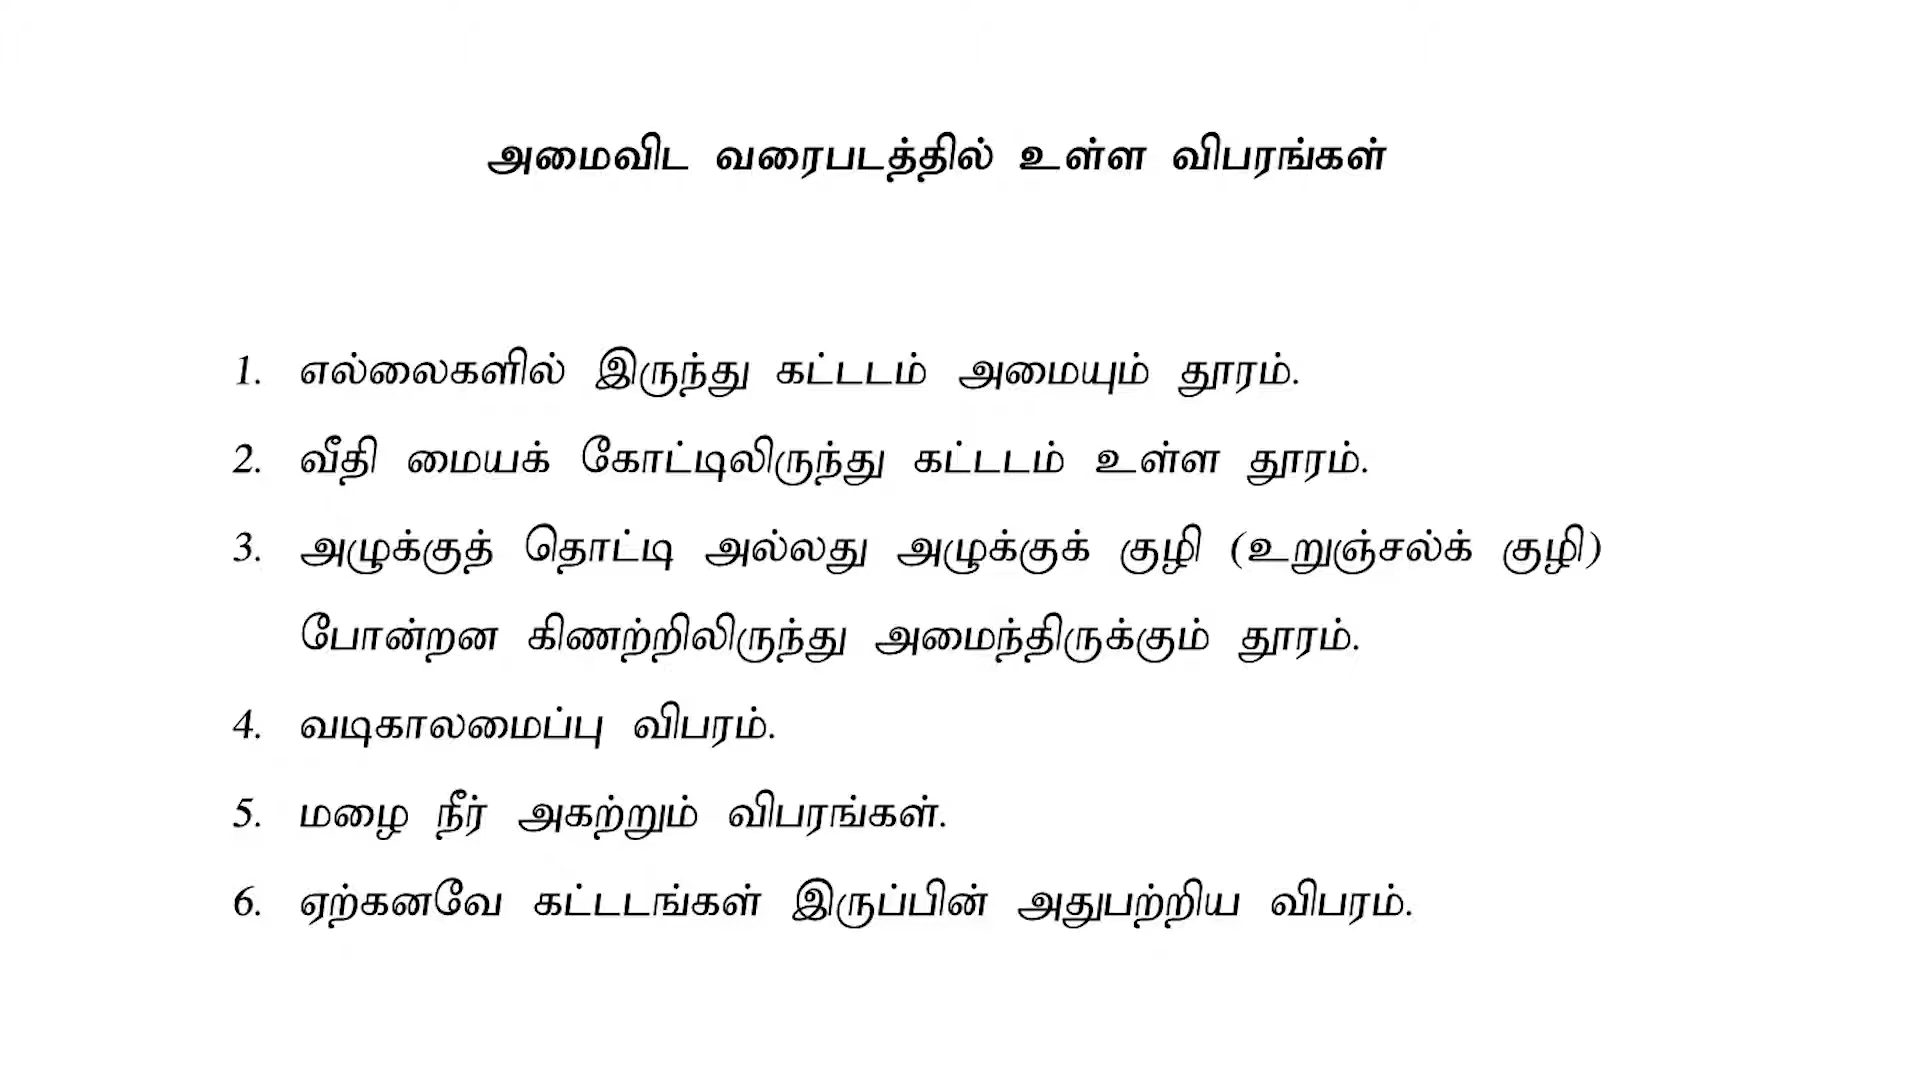 அமைவிட வரைபடத்தில் உள்ள விபரங்கள்
1. எல்லைகளில் இருந்து கட்டடம் அமையும் தூரம்.
2. வீதி மையக் கோட்டிலிருந்து கட்டடம் உள்ள தூரம்.
3. அழுக்குத் தொட்டி அல்லது அழுக்குக் குழி (உறுஞ்சல்க் குழி)
போன்றன கிணற்றிலிருந்து அமைந்திருக்கும் தூரம்.
4. வடிகாலமைப்பு விபரம்.
5. மழை நீர் அகற்றும் விபரங்கள்.
6. ஏற்கனவே கட்டடங்கள் இருப்பின் அதுபற்றிய விபரம்.